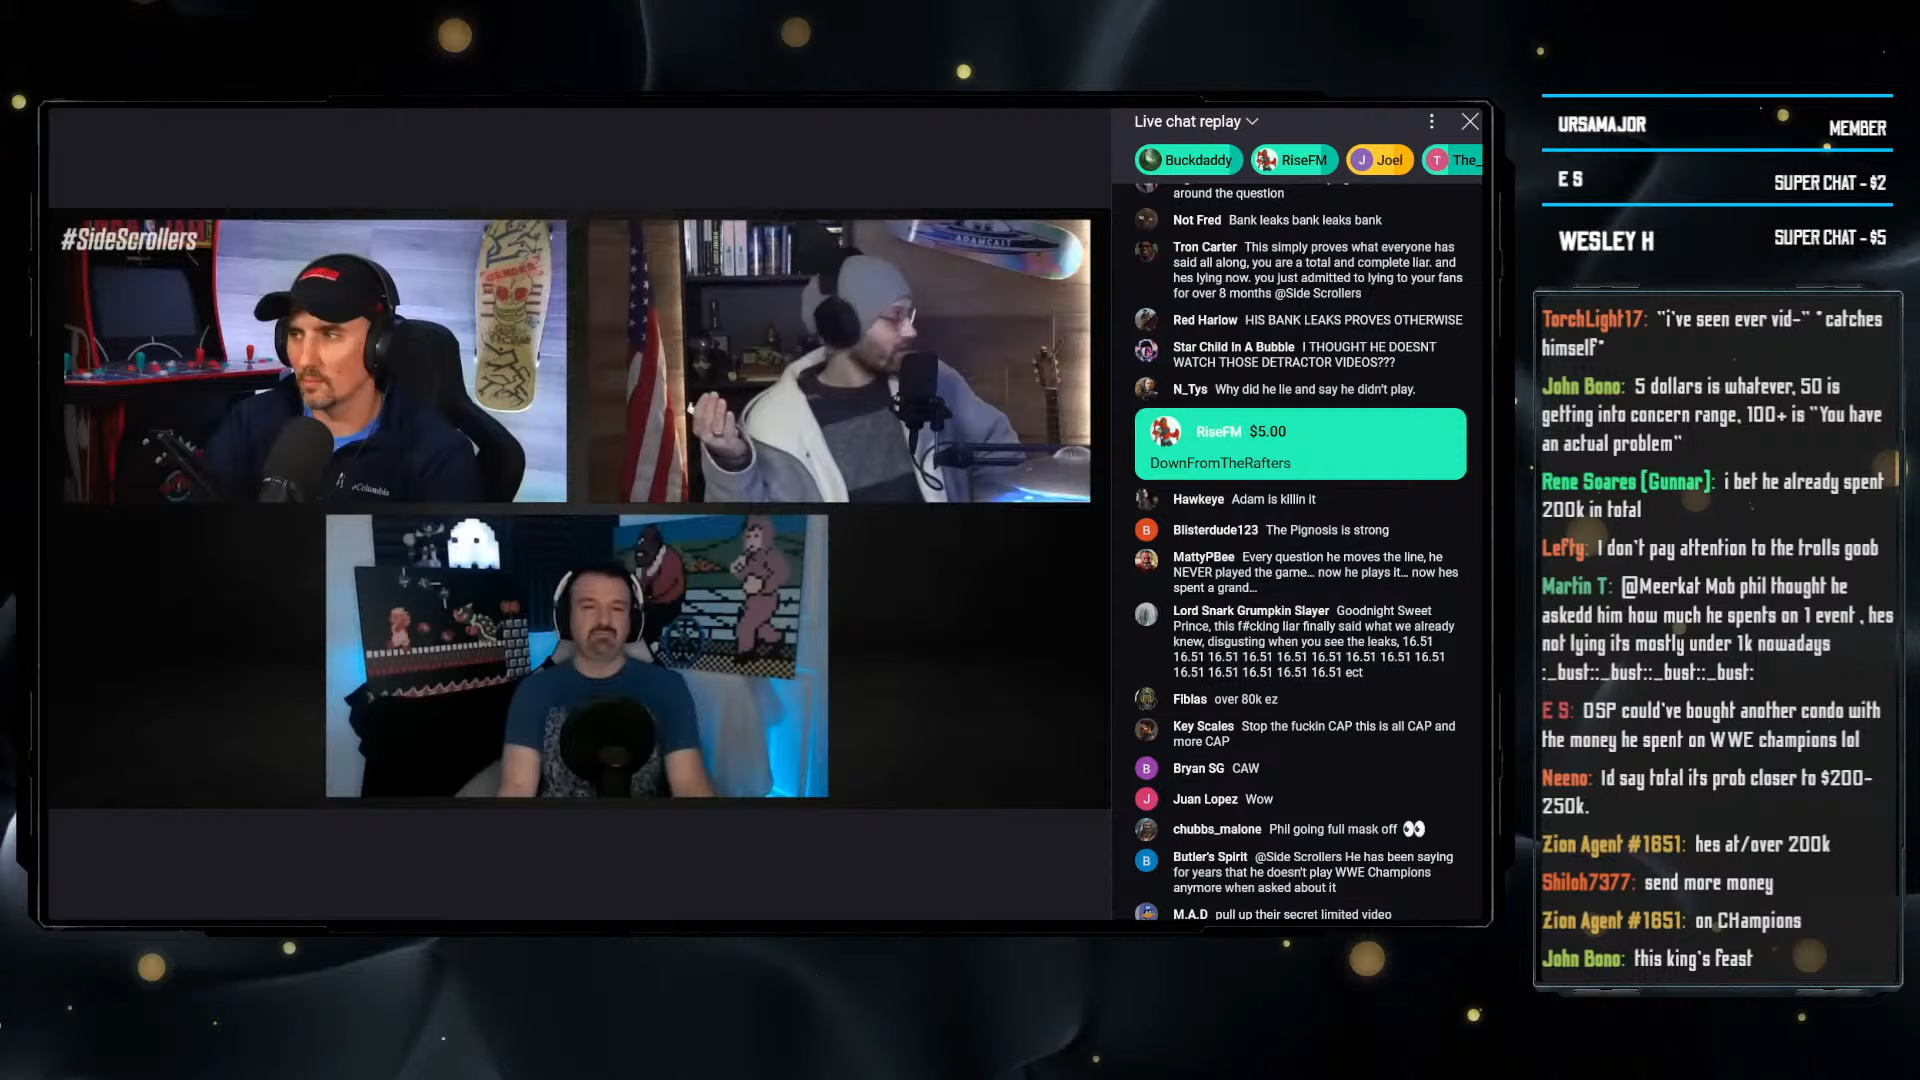 #SideScrollers
ADAMCAST
DANGER
Columbia
Live chat replay
Buckdaddy
RiseFM
J
Joel
T
The_
around the question
Not Fred Bank leaks bank leaks bank
Tron Carter This simply proves what everyone has
said all along, you are a total and complete liar. and
hes lying now. you just admitted to lying to your fans
for over 8 months @Side Scrollers
Red Harlow HIS BANK LEAKS PROVES OTHERWISE
Star Child In A Bubble I THOUGHT HE DOESNT
WATCH THOSE DETRACTOR VIDEOS???
N_Tys Why did he lie and say he didn't play.
RiseFM $5.00
DownFromTheRafters
Hawkeye Adam is killin it
B Blisterdude123 The Pignosis is strong
MattyPBee Every question he moves the line, he
NEVER played the game... now he plays it... now hes
spent a grand...
Lord Snark Grumpkin Slayer Goodnight Sweet
Prince, this f#cking liar finally said what we already
knew, disgusting when you see the leaks, 16.51
16.51 16.51 16.51 16.51 16.51 16.51 16.51 16.51
16.51 16.51 16.51 16.51 16.51 ect
Fiblas over 80k ez
Key Scales Stop the fuckin CAP this is all CAP and
more CAP
B Bryan SG CAW
J Juan Lopez Wow
chubbs_malone Phil going full mask off 👀
B Butler's Spirit @Side Scrollers He has been saying
for years that he doesn't play WWE Champions
anymore when asked about it
M.A.D pull up their secret limited video
URSAMAJOR MEMBER
E S SUPER CHAT - $2
WESLEY H SUPER CHAT - $5
TorchLight17: "i've seen ever vid-" *catches
himself*
John Bono: 5 dollars is whatever, 50 is
getting into concern range, 100+ is "You have
an actual problem"
Rene Soares (Gunnar): i bet he already spent
200k in total
Lefty: I don't pay attention to the trolls goob
Martin T: @Meerkat Mob phil thought he
askedd him how much he spents on 1 event , hes
not lying its mostly under 1k nowadays
:_bust::_bust::_bust::_bust:
E S: DSP could've bought another condo with
the money he spent on WWE champions lol
Neeno: Id say total its prob closer to $200-
250k.
Zion Agent #1651: hes at/over 200k
Shiloh7377: send more money
Zion Agent #1651: on CHampions
John Bono: this king's feast